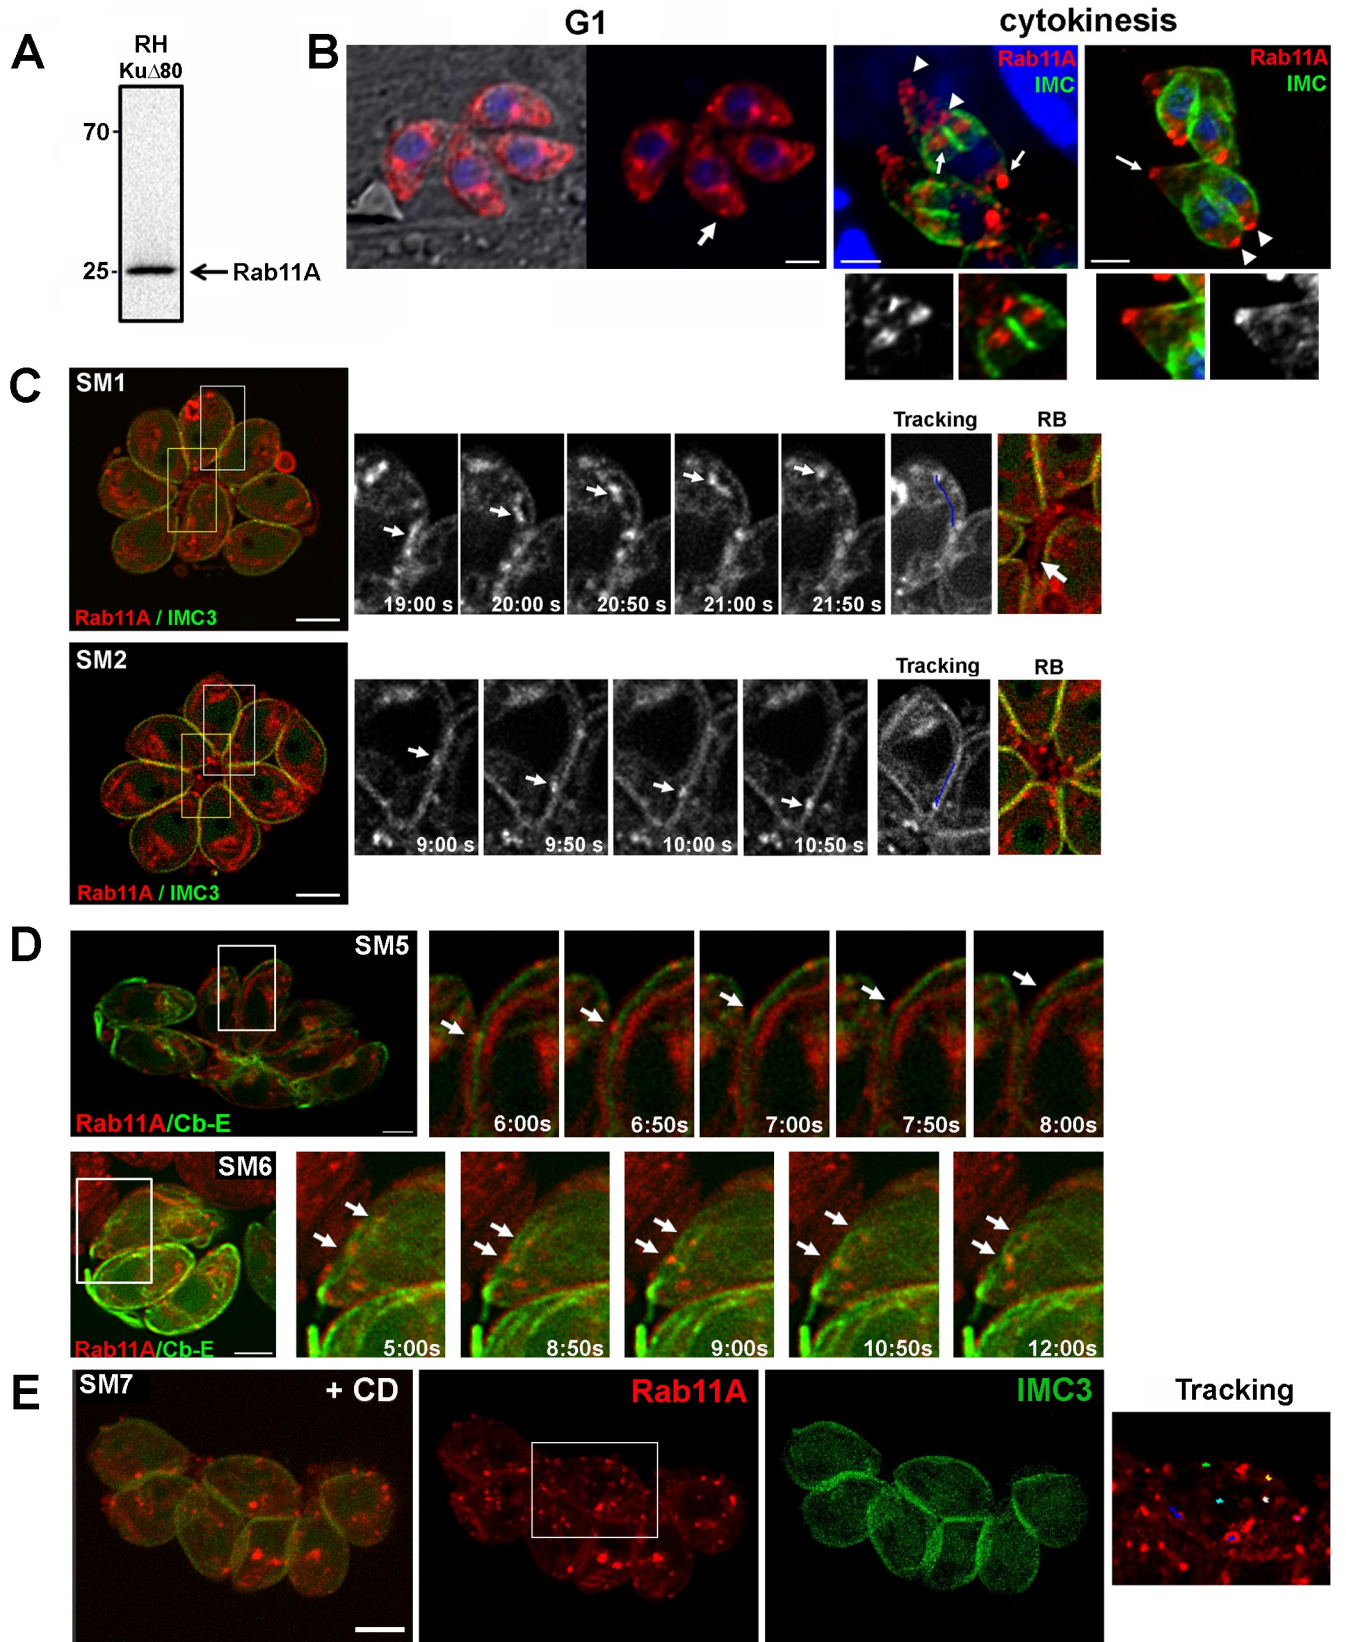 A
RH
KuΔ80
70
25
Rab11A
B
G1
cytokinesis
Rab11A
IMC
Rab11A
IMC
C
SM1
Rab11A / IMC3
19:00 s
20:00 s
20:50 s
21:00 s
21:50 s
Tracking
RB
SM2
Rab11A / IMC3
9:00 s
9:50 s
10:00 s
10:50 s
Tracking
RB
D
SM5
Rab11A/Cb-E
6:00s
6:50s
7:00s
7:50s
8:00s
SM6
Rab11A/Cb-E
5:00s
8:50s
9:00s
10:50s
12:00s
E
SM7
+ CD
Rab11A
IMC3
Tracking